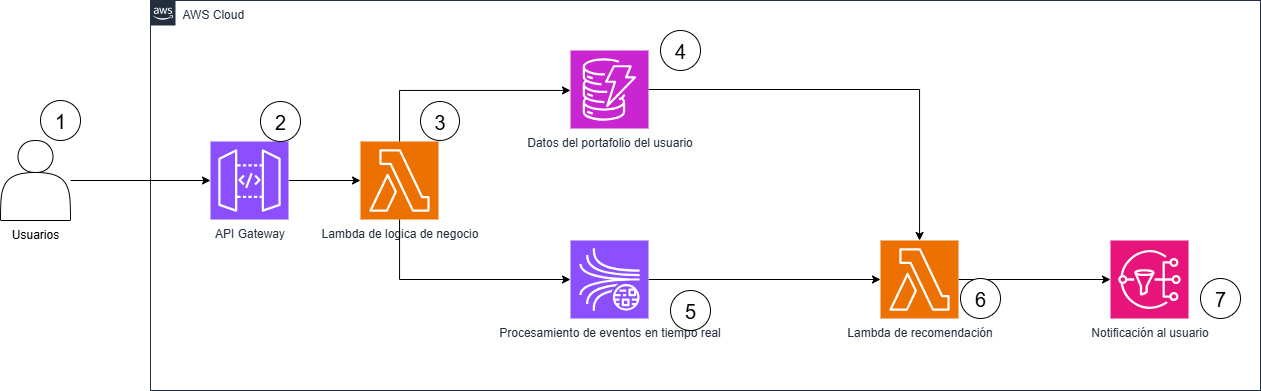 aws
AWS Cloud
1
Usuarios
2
API Gateway
3
Lambda de logica de negocio
4
Datos del portafolio del usuario
5
Procesamiento de eventos en tiempo real
6
Lambda de recomendación
7
Notificación al usuario